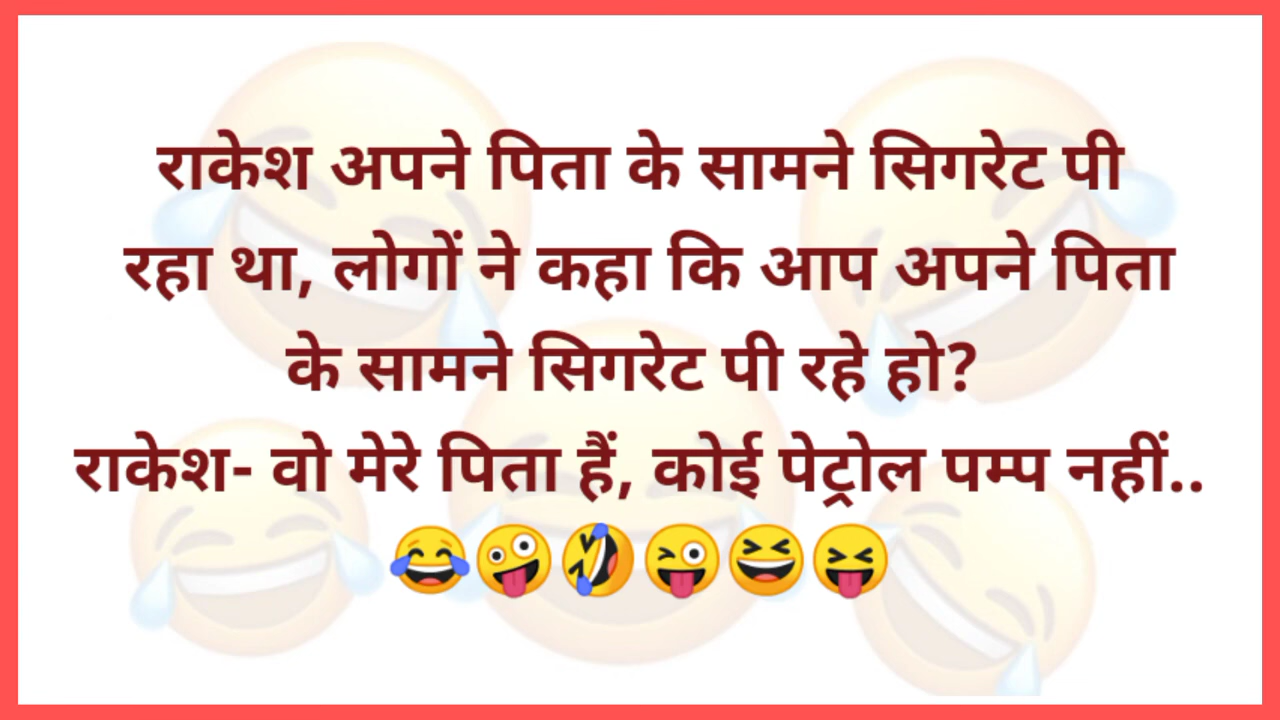 राकेश अपने पिता के सामने सिगरेट पी
रहा था, लोगों ने कहा कि आप अपने पिता
के सामने सिगरेट पी रहे हो?
राकेश- वो मेरे पिता हैं, कोई पेट्रोल पम्प नहीं..
😂🤪🤣😜😆😝